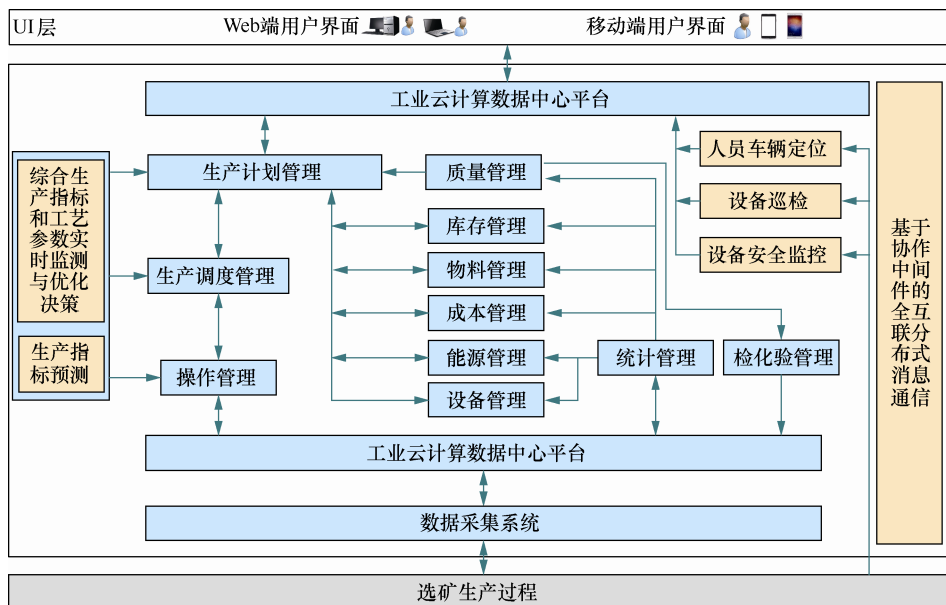 UI层
Web端用户界面
移动端用户界面
工业云计算数据中心平台
综合生
产指标
和工艺
参数实
时监测
与优化
决策
生产指
标预测
生产计划管理
生产调度管理
操作管理
质量管理
库存管理
物料管理
成本管理
能源管理
设备管理
统计管理
检化验管理
人员车辆定位
设备巡检
设备安全监控
基于
协作
中间
件的
全互
联分
布式
消息
通信
工业云计算数据中心平台
数据采集系统
选矿生产过程